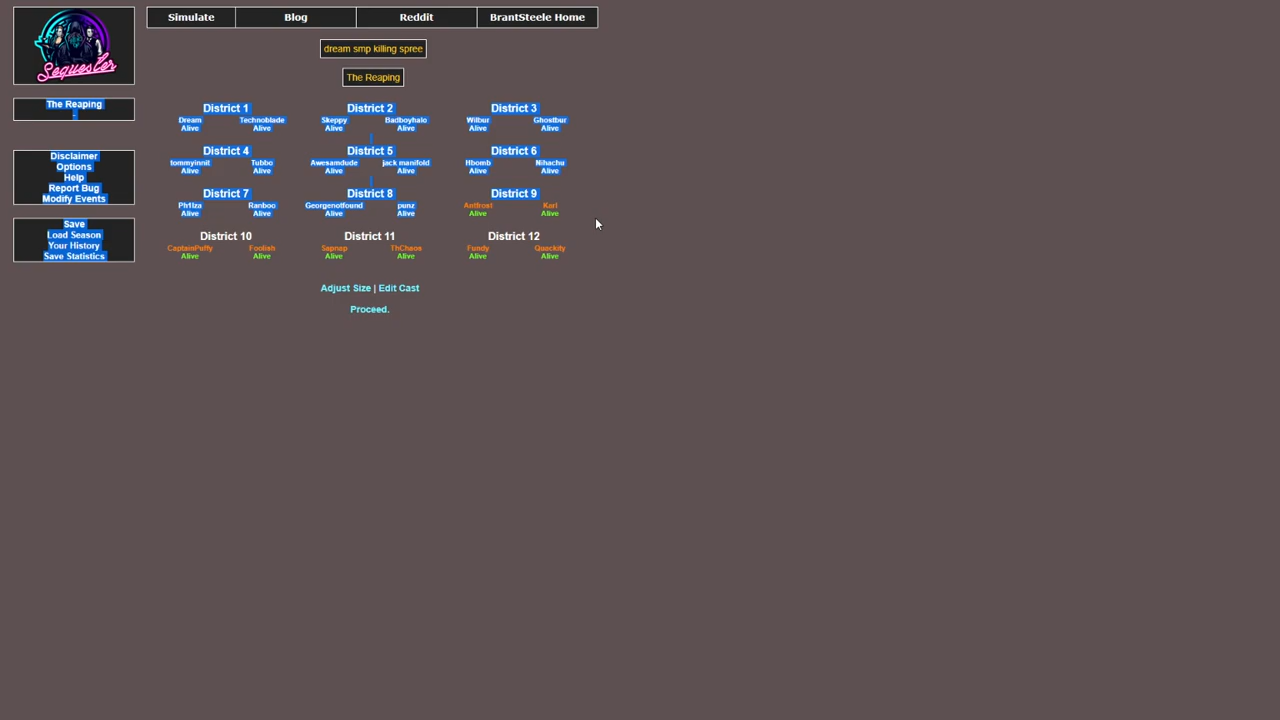 Simulate Blog Reddit BrantSteele Home
Sequester
dream smp killing spree
The Reaping
The Reaping
-
Disclaimer
Options
Help
Report Bug
Modify Events
Save
Load Season
Your History
Save Statistics
District 1 District 2 District 3
Dream Technoblade Skeppy Badboyhalo Wilbur Ghostbur
Alive Alive Alive Alive Alive Alive
District 4 District 5 District 6
tommyinnit Tubbo Awesamdude jack manifold Hbomb Nihachu
Alive Alive Alive Alive Alive Alive
District 7 District 8 District 9
Ph1lza Ranboo Georgenotfound punz Antfrost Karl
Alive Alive Alive Alive Alive Alive
District 10 District 11 District 12
CaptainPuffy Foolish Sapnap ThChaos Fundy Quackity
Alive Alive Alive Alive Alive Alive
Adjust Size | Edit Cast
Proceed.